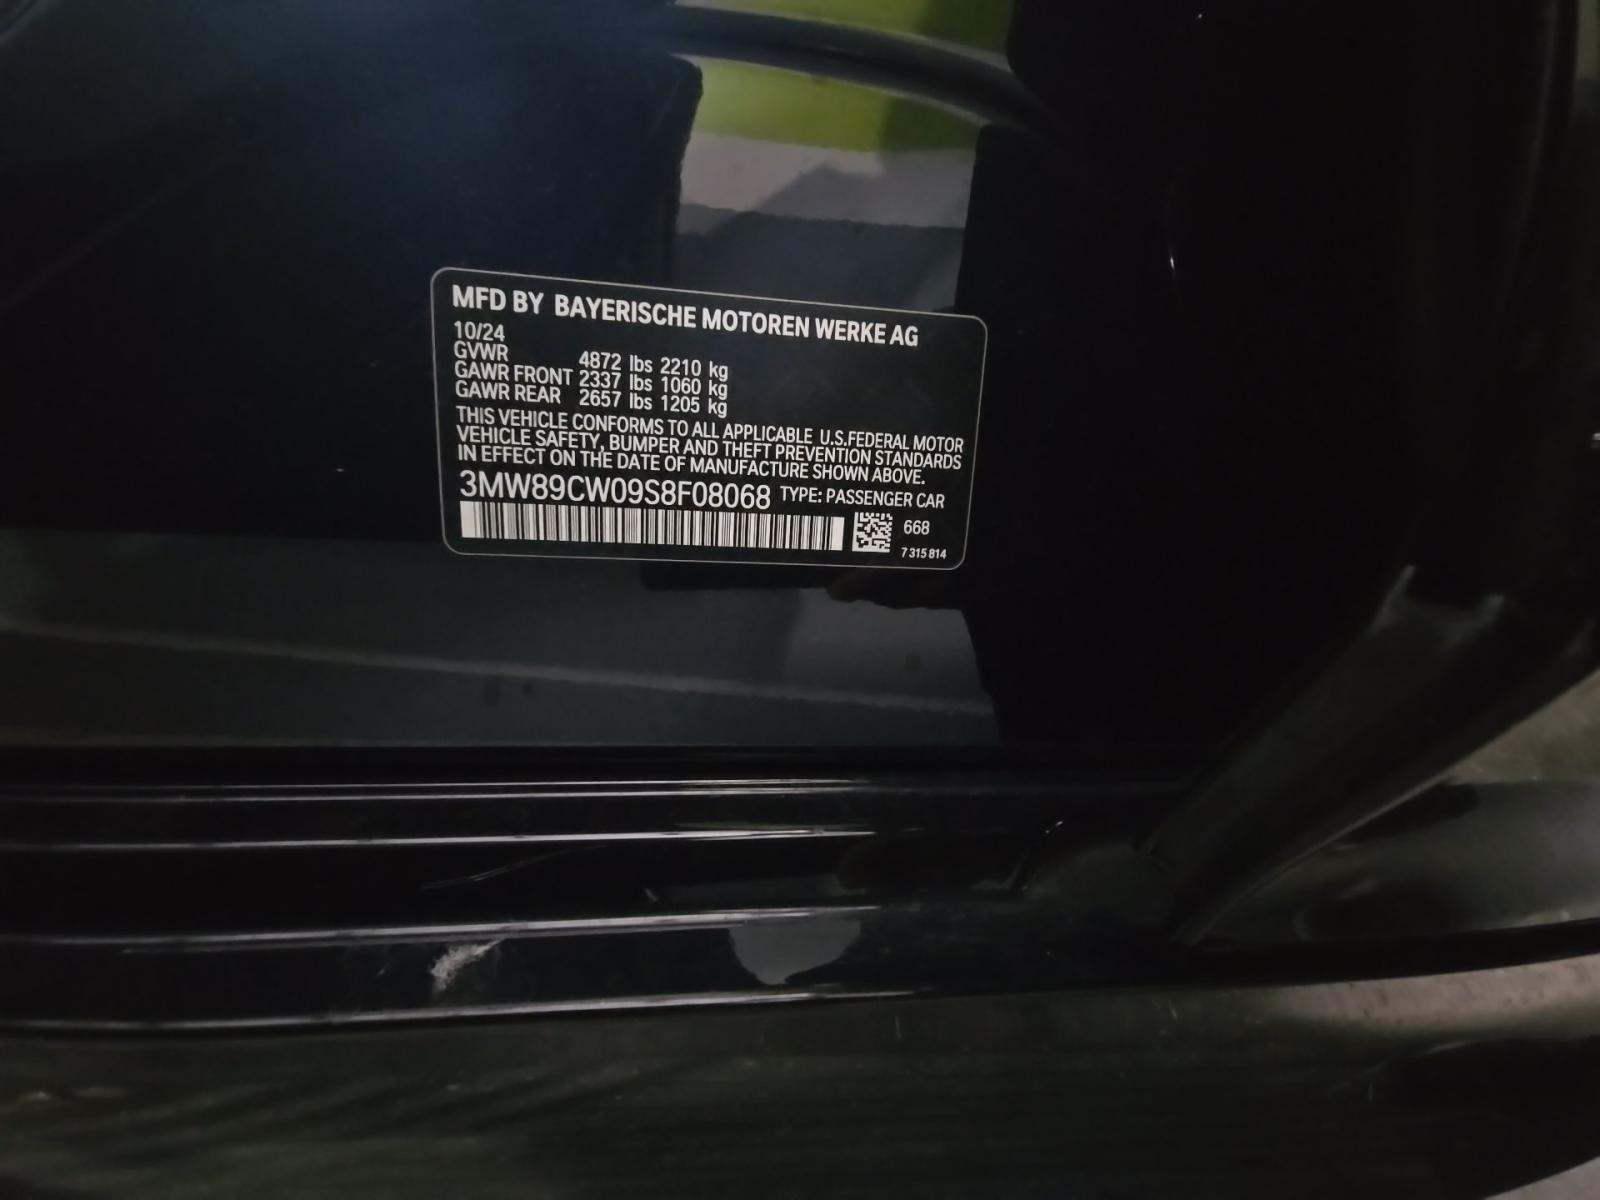 MFD BY BAYERISCHE MOTOREN WERKE AG
10/24
GVWR 4872 lbs 2210 kg
GAWR FRONT 2337 lbs 1060 kg
GAWR REAR 2657 lbs 1205 kg
THIS VEHICLE CONFORMS TO ALL APPLICABLE U.S.FEDERAL MOTOR
VEHICLE SAFETY, BUMPER AND THEFT PREVENTION STANDARDS
IN EFFECT ON THE DATE OF MANUFACTURE SHOWN ABOVE.
3MW89CW09S8F08068 TYPE: PASSENGER CAR
668
7 315 814